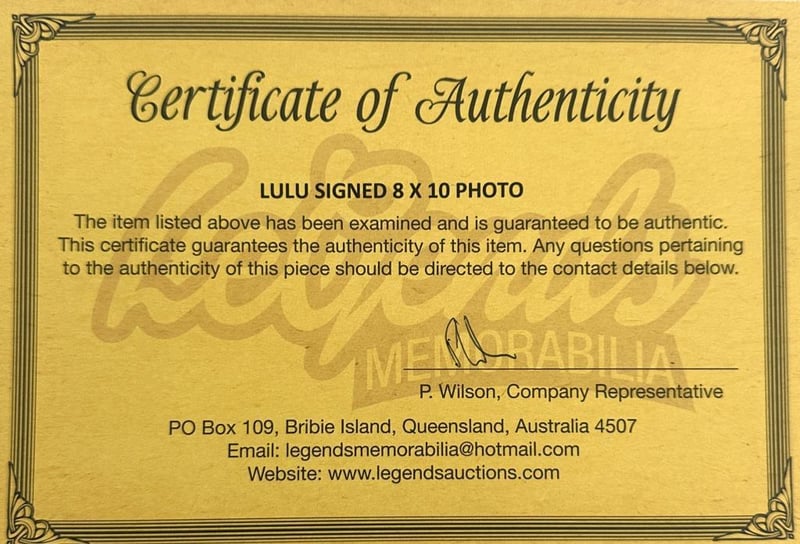 Certificate of Authenticity
LULU SIGNED 8 X 10 PHOTO
The item listed above has been examined and is guaranteed to be authentic.
This certificate guarantees the authenticity of this item. Any questions pertaining
to the authenticity of this piece should be directed to the contact details below.
Legends
MEMORABILIA
P. Wilson, Company Representative
PO Box 109, Bribie Island, Queensland, Australia 4507
Email: legendsmemorabilia@hotmail.com
Website: www.legendsauctions.com